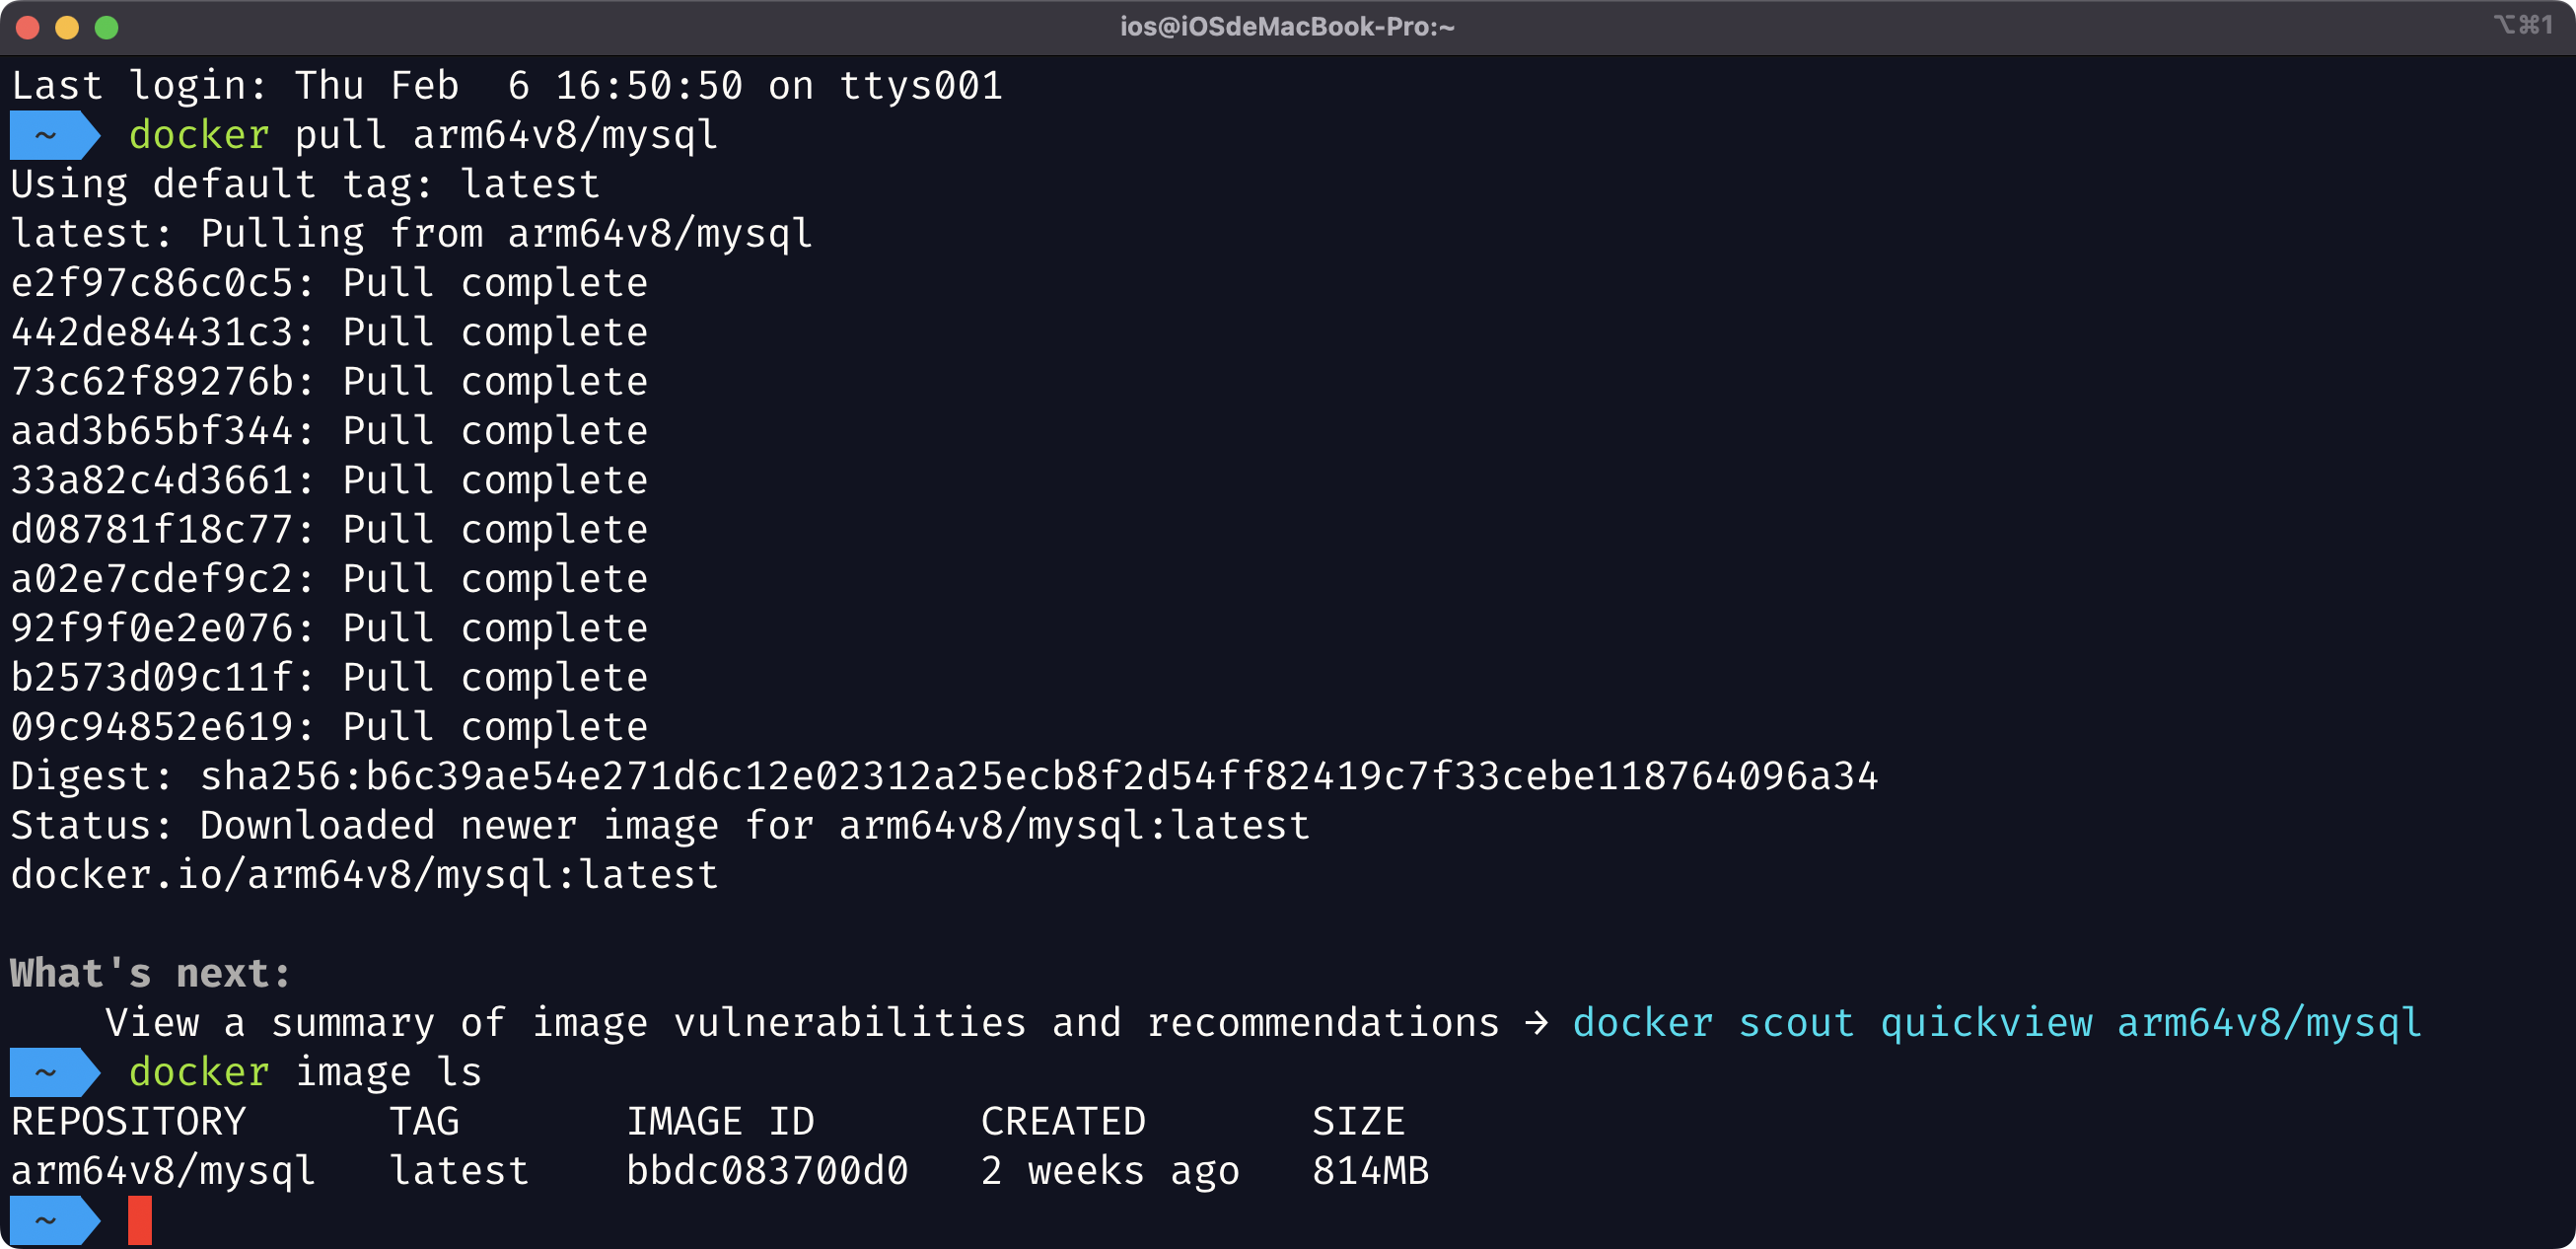 ios@iOSdeMacBook-Pro:~ ⌥⌘1
Last login: Thu Feb  6 16:50:50 on ttys001
~ docker pull arm64v8/mysql
Using default tag: latest
latest: Pulling from arm64v8/mysql
e2f97c86c0c5: Pull complete
442de84431c3: Pull complete
73c62f89276b: Pull complete
aad3b65bf344: Pull complete
33a82c4d3661: Pull complete
d08781f18c77: Pull complete
a02e7cdef9c2: Pull complete
92f9f0e2e076: Pull complete
b2573d09c11f: Pull complete
09c94852e619: Pull complete
Digest: sha256:b6c39ae54e271d6c12e02312a25ecb8f2d54ff82419c7f33cebe118764096a34
Status: Downloaded newer image for arm64v8/mysql:latest
docker.io/arm64v8/mysql:latest
What's next:
    View a summary of image vulnerabilities and recommendations → docker scout quickview arm64v8/mysql
~ docker image ls
REPOSITORY      TAG       IMAGE ID       CREATED       SIZE
arm64v8/mysql   latest    bbdc083700d0   2 weeks ago   814MB
~